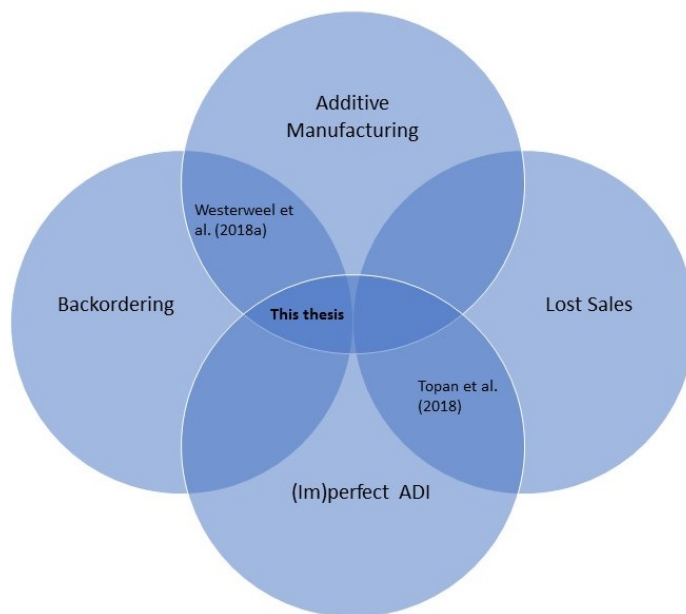 Additive
Manufacturing
Westerweel et
al. (2018a)
Backordering
This thesis
Lost Sales
Topan et al.
(2018)
(Im)perfect ADI